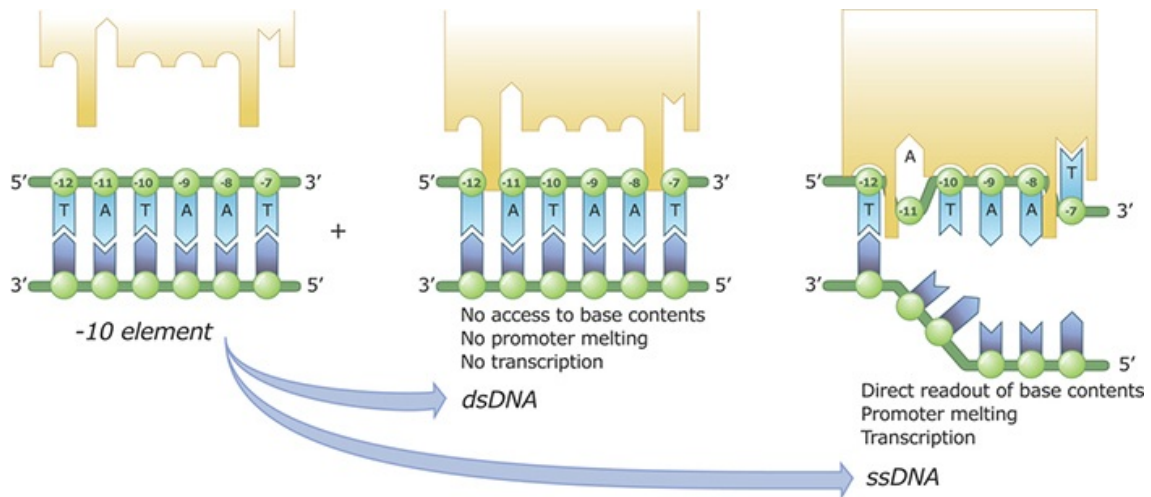 5' -12 -11 -10 -9 -8 -7 3'
T A T A A T
3' 5'
-10 element
+
5' -12 -11 -10 -9 -8 -7 3'
A T A A T
3' 5'
No access to base contents
No promoter melting
No transcription
dsDNA
A T
5' -12 -10 -9 -8
-11 -7 3'
T T A A
3'
5'
Direct readout of base contents
Promoter melting
Transcription
ssDNA